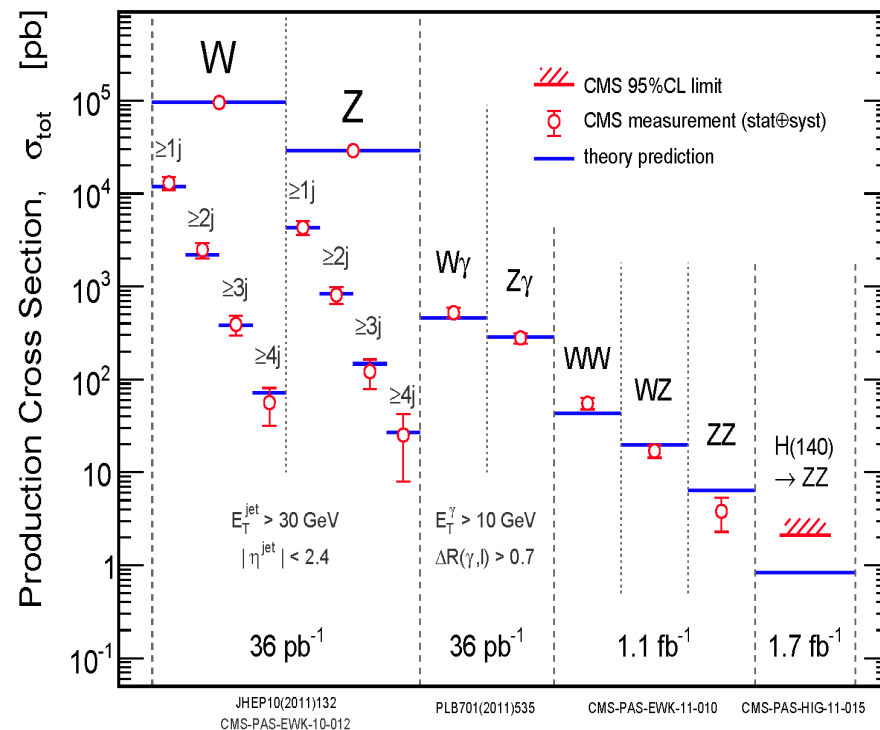 Production Cross Section, σ_tot [pb]
10^5
10^4
10^3
10^2
10
1
10^-1
W
Z
≥1j
≥2j
≥3j
≥4j
≥1j
≥2j
≥3j
≥4j
Wγ
Zγ
WW
WZ
ZZ
H(140)
→ ZZ
CMS 95%CL limit
CMS measurement (stat⊕syst)
theory prediction
E_T^jet > 30 GeV
|η^jet| < 2.4
E_T^γ > 10 GeV
ΔR(γ,l) > 0.7
36 pb^-1
36 pb^-1
1.1 fb^-1
1.7 fb^-1
JHEP10(2011)132
CMS-PAS-EWK-10-012
PLB701(2011)535
CMS-PAS-EWK-11-010
CMS-PAS-HIG-11-015